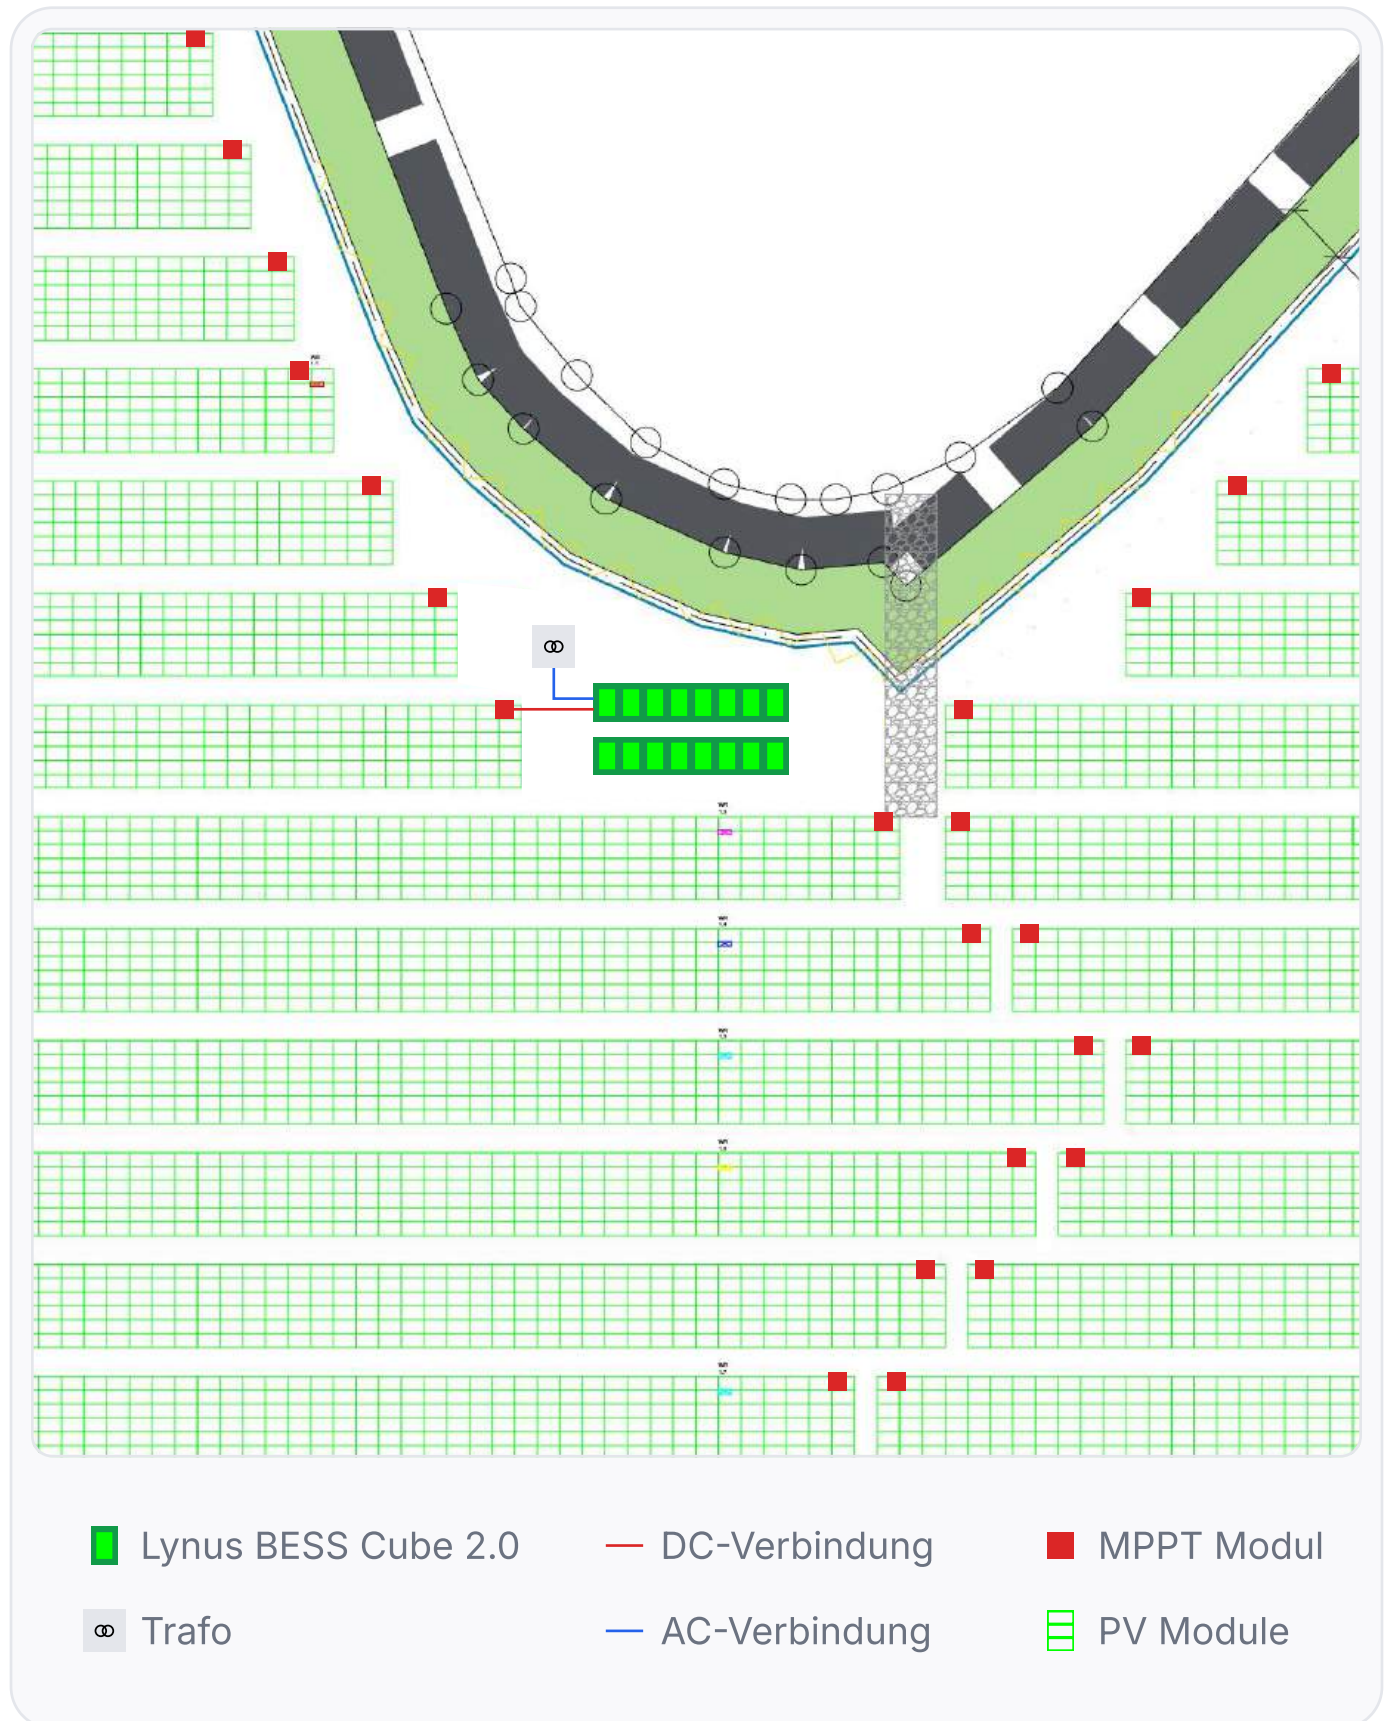 Lynus BESS Cube 2.0
DC-Verbindung
MPPT Modul
Trafo
AC-Verbindung
PV Module